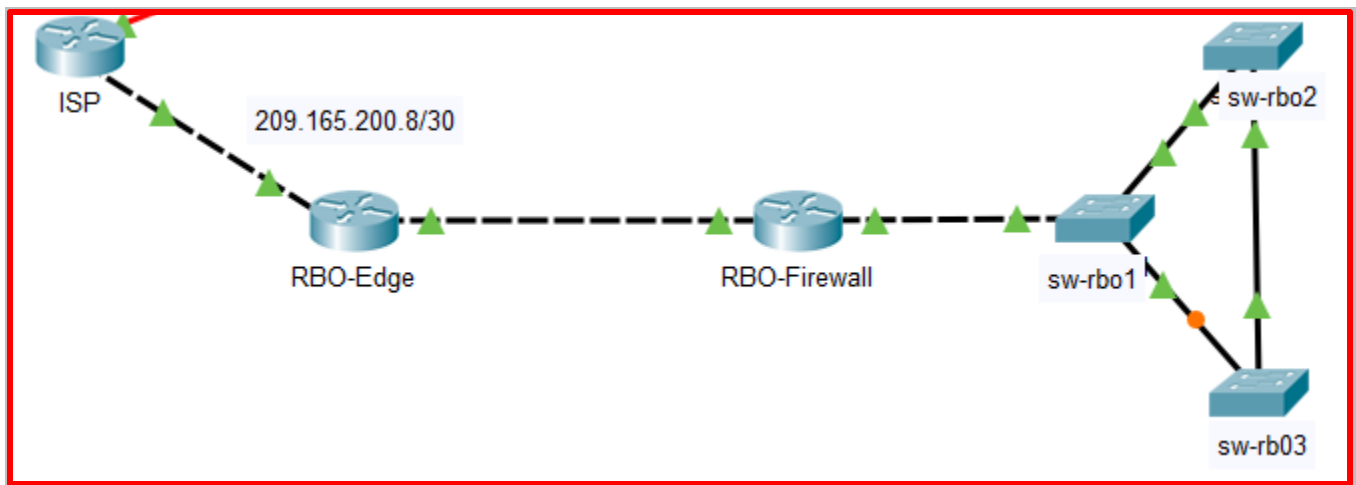 ISP
209.165.200.8/30
sw-rbo2
RBO-Edge
RBO-Firewall
sw-rbo1
sw-rb03